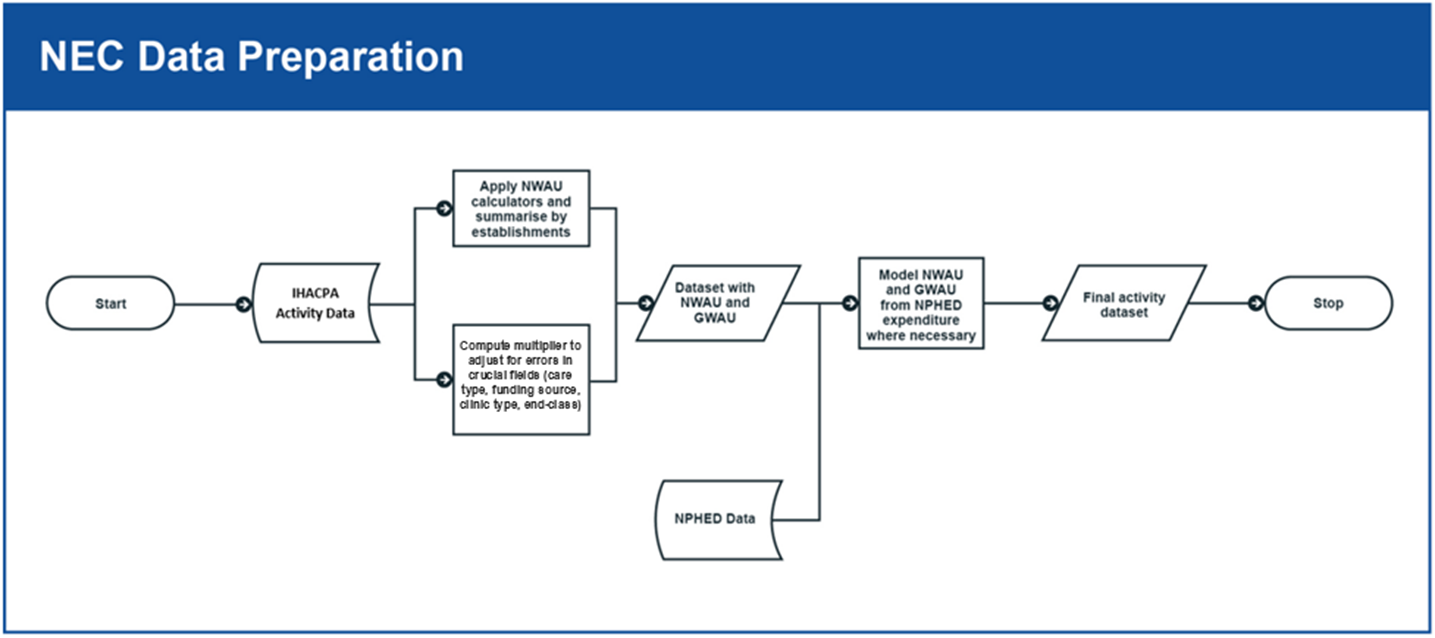 NEC Data Preparation
Start
IHACPA
Activity Data
Apply NWAU
calculators and
summarise by
establishments
Compute multiplier to
adjust for errors in
crucial fields (care
type, funding source,
clinic type, end-class)
Dataset with
NWAU and
GWAU
NPHED Data
Model NWAU
and GWAU
from NPHED
expenditure
where necessary
Final activity
dataset
Stop